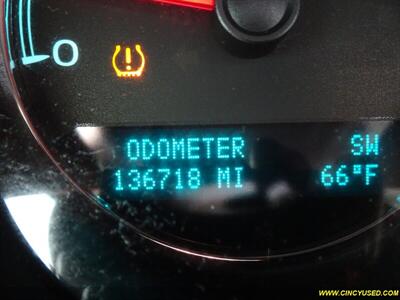 0
ODOMETER SW
136718 MI 66°F
WWW.CINCYUSED.COM